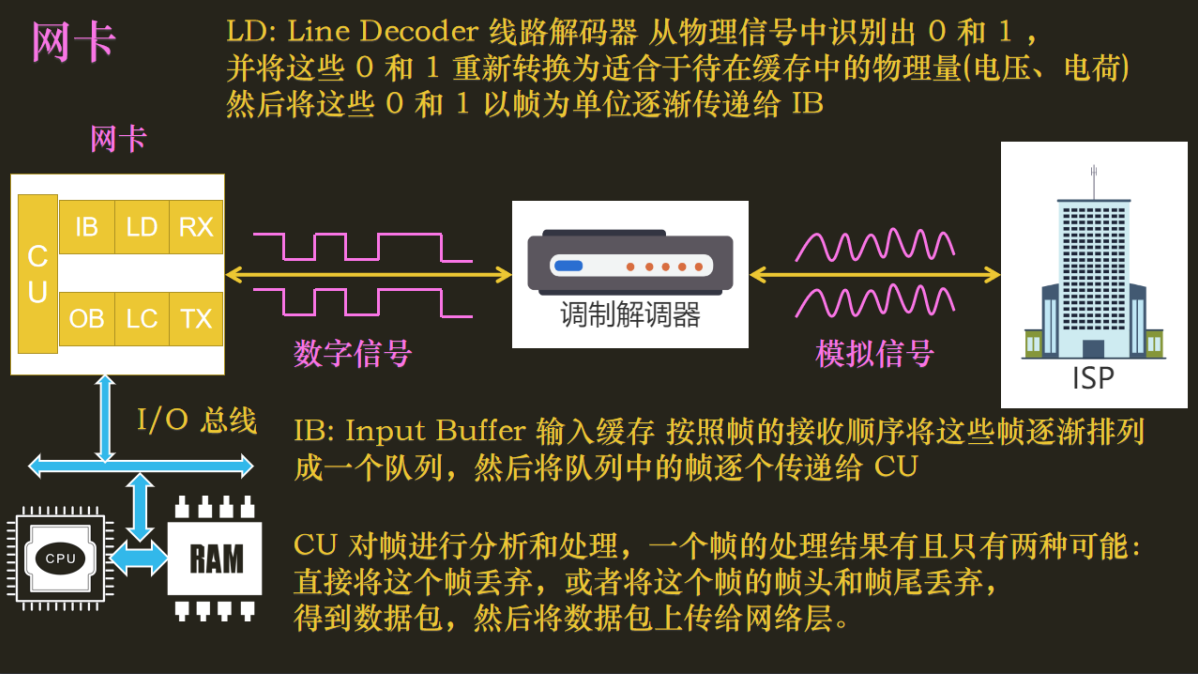 网卡
LD: Line Decoder 线路解码器 从物理信号中识别出 0 和 1 ，
并将这些 0 和 1 重新转换为适合于待在缓存中的物理量(电压、电荷)
然后将这些 0 和 1 以帧为单位逐渐传递给 IB
网卡
CU
IB LD RX
OB LC TX
数字信号
调制解调器
模拟信号
ISP
I/O 总线
IB: Input Buffer 输入缓存 按照帧的接收顺序将这些帧逐渐排列
成一个队列，然后将队列中的帧逐个传递给 CU
CPU
RAM
CU 对帧进行分析和处理，一个帧的处理结果有且只有两种可能：
直接将这个帧丢弃，或者将这个帧的帧头和帧尾丢弃，
得到数据包，然后将数据包上传给网络层。